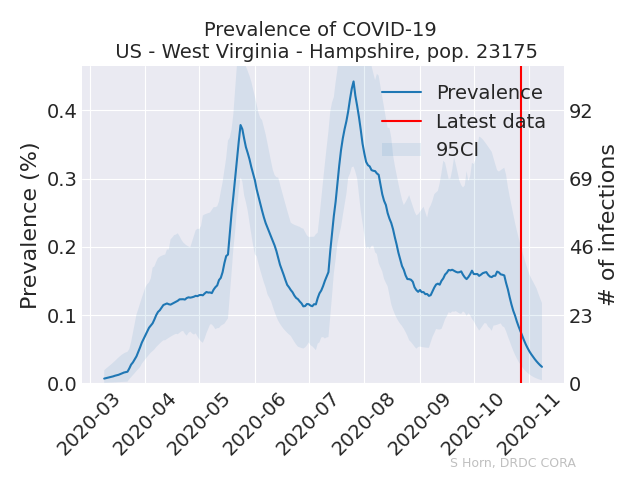 Prevalence of COVID-19
US - West Virginia - Hampshire, pop. 23175
Prevalence
Latest data
95CI
Prevalence (%)
0.4
0.3
0.2
0.1
0.0
92
69
46
23
0
# of infections
2020-03
2020-04
2020-05
2020-06
2020-07
2020-08
2020-09
2020-10
2020-11
S Horn, DRDC CORA